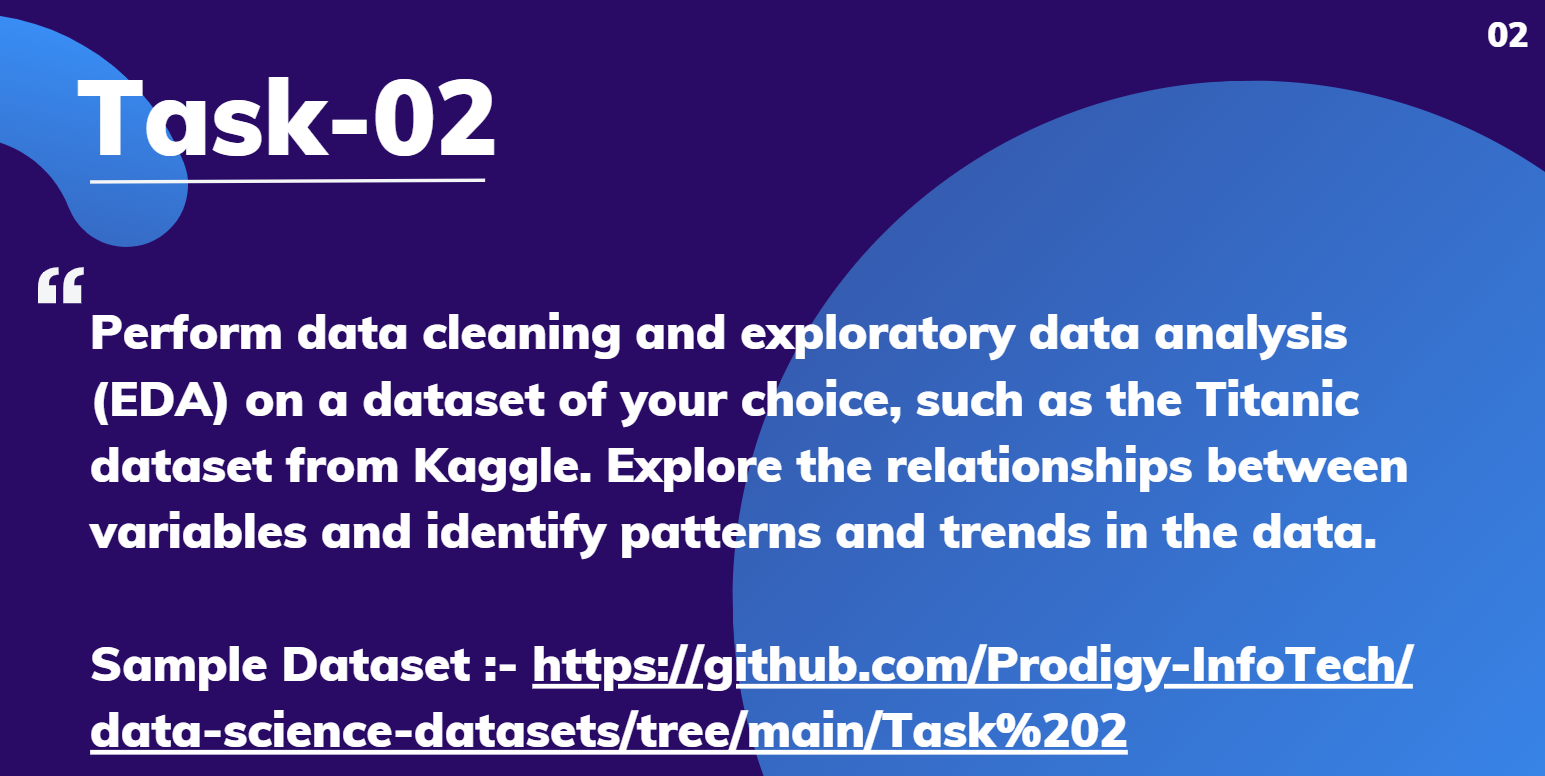 02
Task-02
“
Perform data cleaning and exploratory data analysis
(EDA) on a dataset of your choice, such as the Titanic
dataset from Kaggle. Explore the relationships between
variables and identify patterns and trends in the data.
Sample Dataset :- https://github.com/Prodigy-InfoTech/
data-science-datasets/tree/main/Task%202